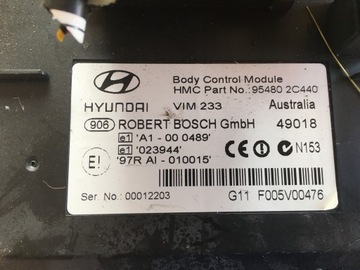 Body Control Module
HMC Part No.: 95480 2C440
HYUNDAI VIM 233 Australia
906 ROBERT BOSCH GmbH 49018
e1 'A1 - 00 0489'
e1 '023944'
E! '97R AI - 010015' CE N153
Ser. No.: 00012203 G11 F005V00476